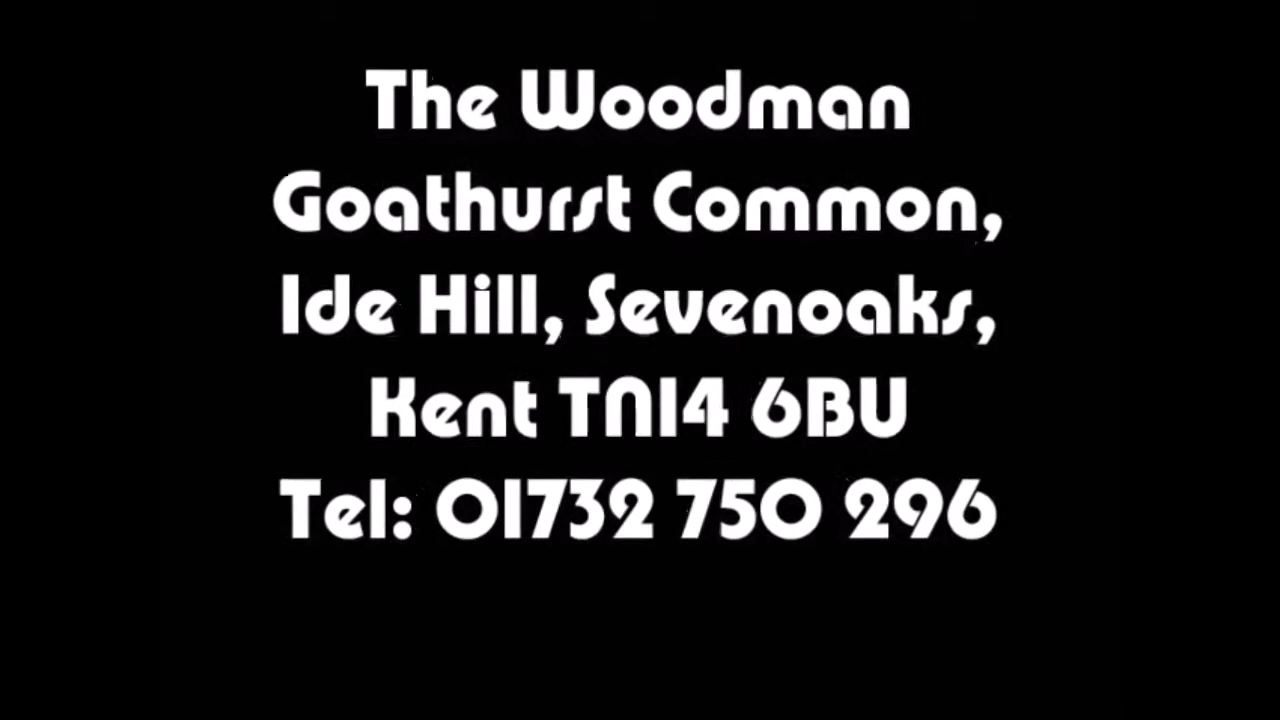 The Woodman
Goathurst Common,
Ide Hill, Sevenoaks,
Kent TN14 6BU
Tel: 01732 750 296